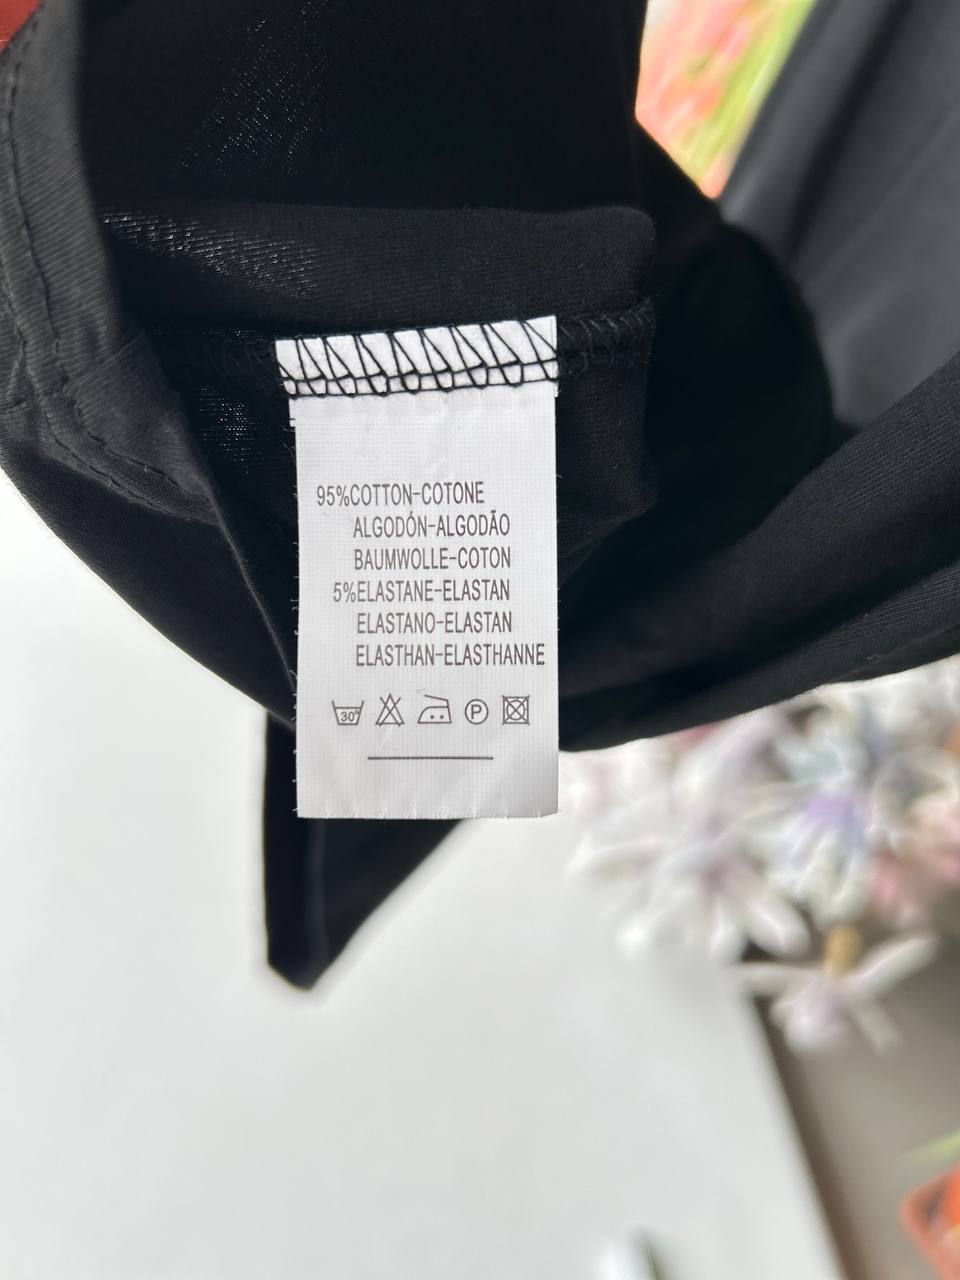 95%COTTON-COTONE
ALGODÓN-ALGODÃO
BAUMWOLLE-COTON
5%ELASTANE-ELASTAN
ELASTANO-ELASTAN
ELASTHAN-ELASTHANNE
30° P